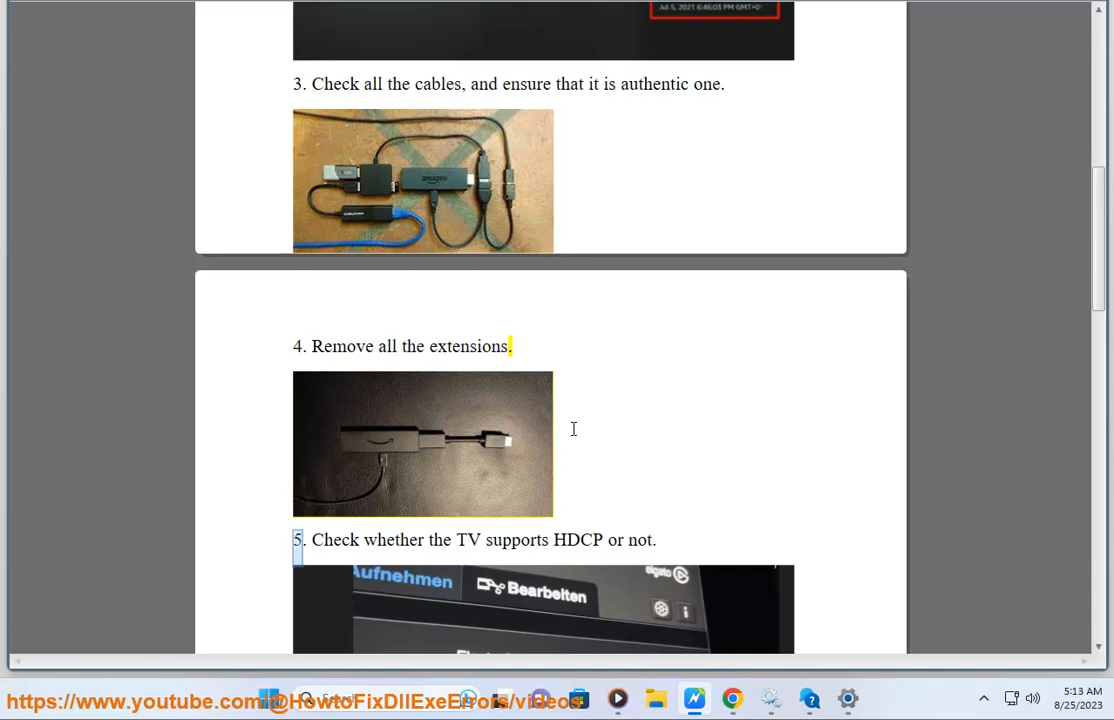 Jul 5, 2021 6:46:03 PM GMT+0
3. Check all the cables, and ensure that it is authentic one.
amazon
4. Remove all the extensions.
5. Check whether the TV supports HDCP or not.
Aufnehmen
Bearbeiten
elgato
https://www.youtube.com/@HowtoFixDllExeErrors/videos
5:13 AM
8/25/2023